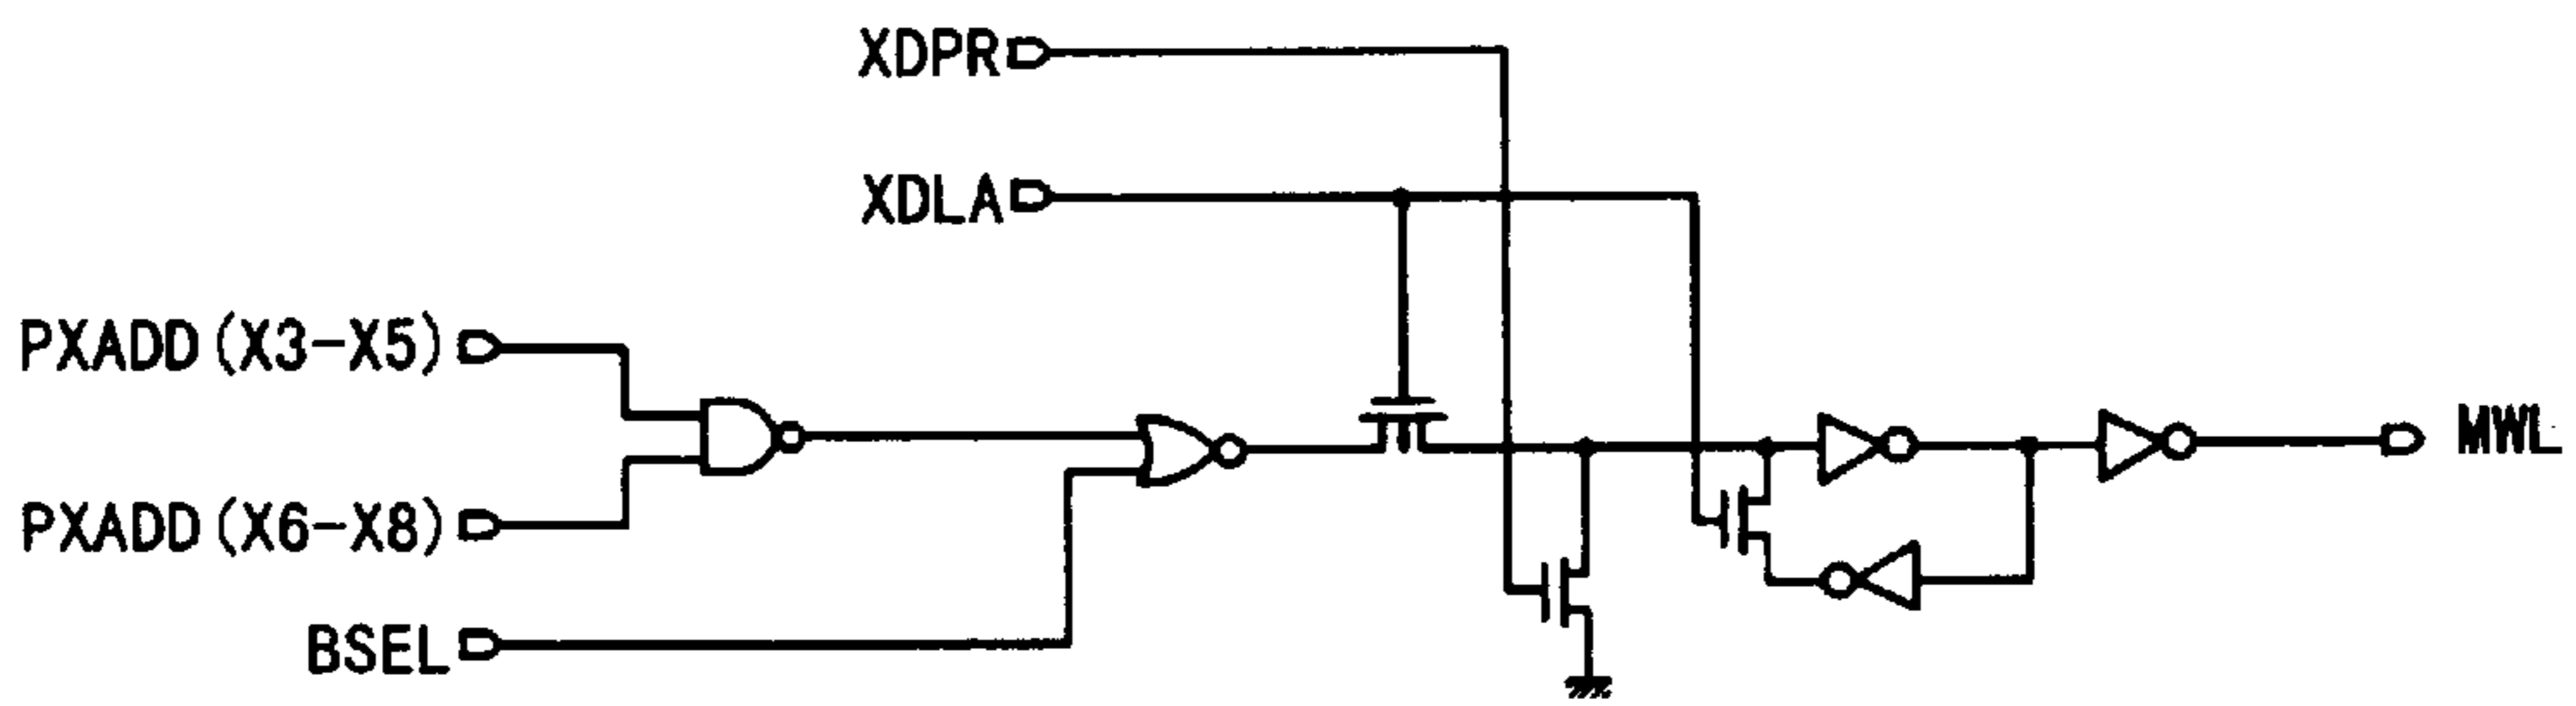 XDPR
XDLA
PXADD(X3-X5)
PXADD(X6-X8)
BSEL
MWL